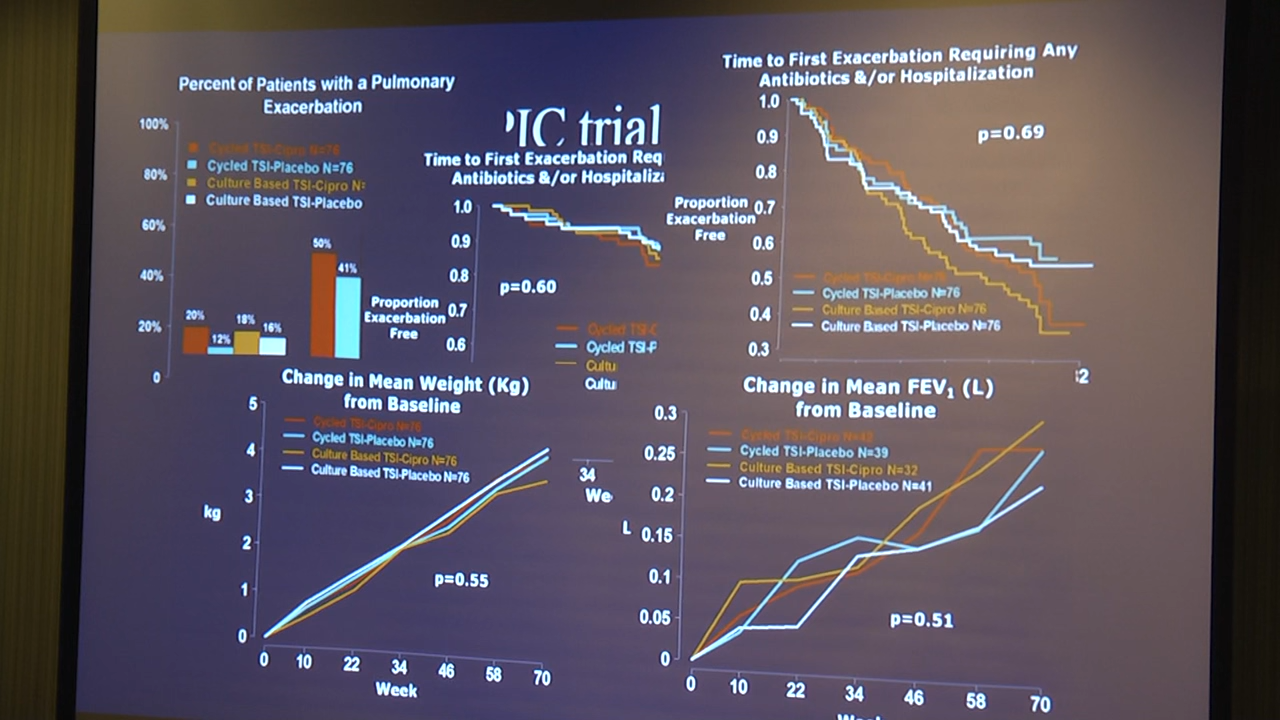 Percent of Patients with a Pulmonary
Exacerbation
100%
80%
60%
40%
20%
0
Cycled TSI-Cipro N=76
Cycled TSI-Placebo N=76
Culture Based TSI-Cipro N=
Culture Based TSI-Placebo
20%
12%
18%
16%
50%
41%
PIC trial
Time to First Exacerbation Req
Antibiotics &/or Hospitaliza
1.0
0.9
0.8
0.7
0.6
Proportion
Exacerbation
Free
p=0.60
Cycled TSI-C
Cycled TSI-P
Cultu
Cultu
34
We
Time to First Exacerbation Requiring Any
Antibiotics &/or Hospitalization
1.0
0.9
0.8
0.7
0.6
0.5
0.4
0.3
Proportion
Exacerbation
Free
p=0.69
Cycled TSI-Placebo N=76
Culture Based TSI-Cipro N=76
Culture Based TSI-Placebo N=76
Change in Mean Weight (Kg)
from Baseline
5
4
3
2
1
0
kg
Cycled TSI-Cipro N=76
Cycled TSI-Placebo N=76
Culture Based TSI-Cipro N=76
Culture Based TSI-Placebo N=76
p=0.55
0 10 22 34 46 58 70
Week
Change in Mean FEV1 (L)
from Baseline
0.3
0.25
0.2
0.15
0.1
0.05
0
L
Cycled TSI-Placebo N=39
Culture Based TSI-Cipro N=32
Culture Based TSI-Placebo N=41
p=0.51
0 10 22 34 46 58 70